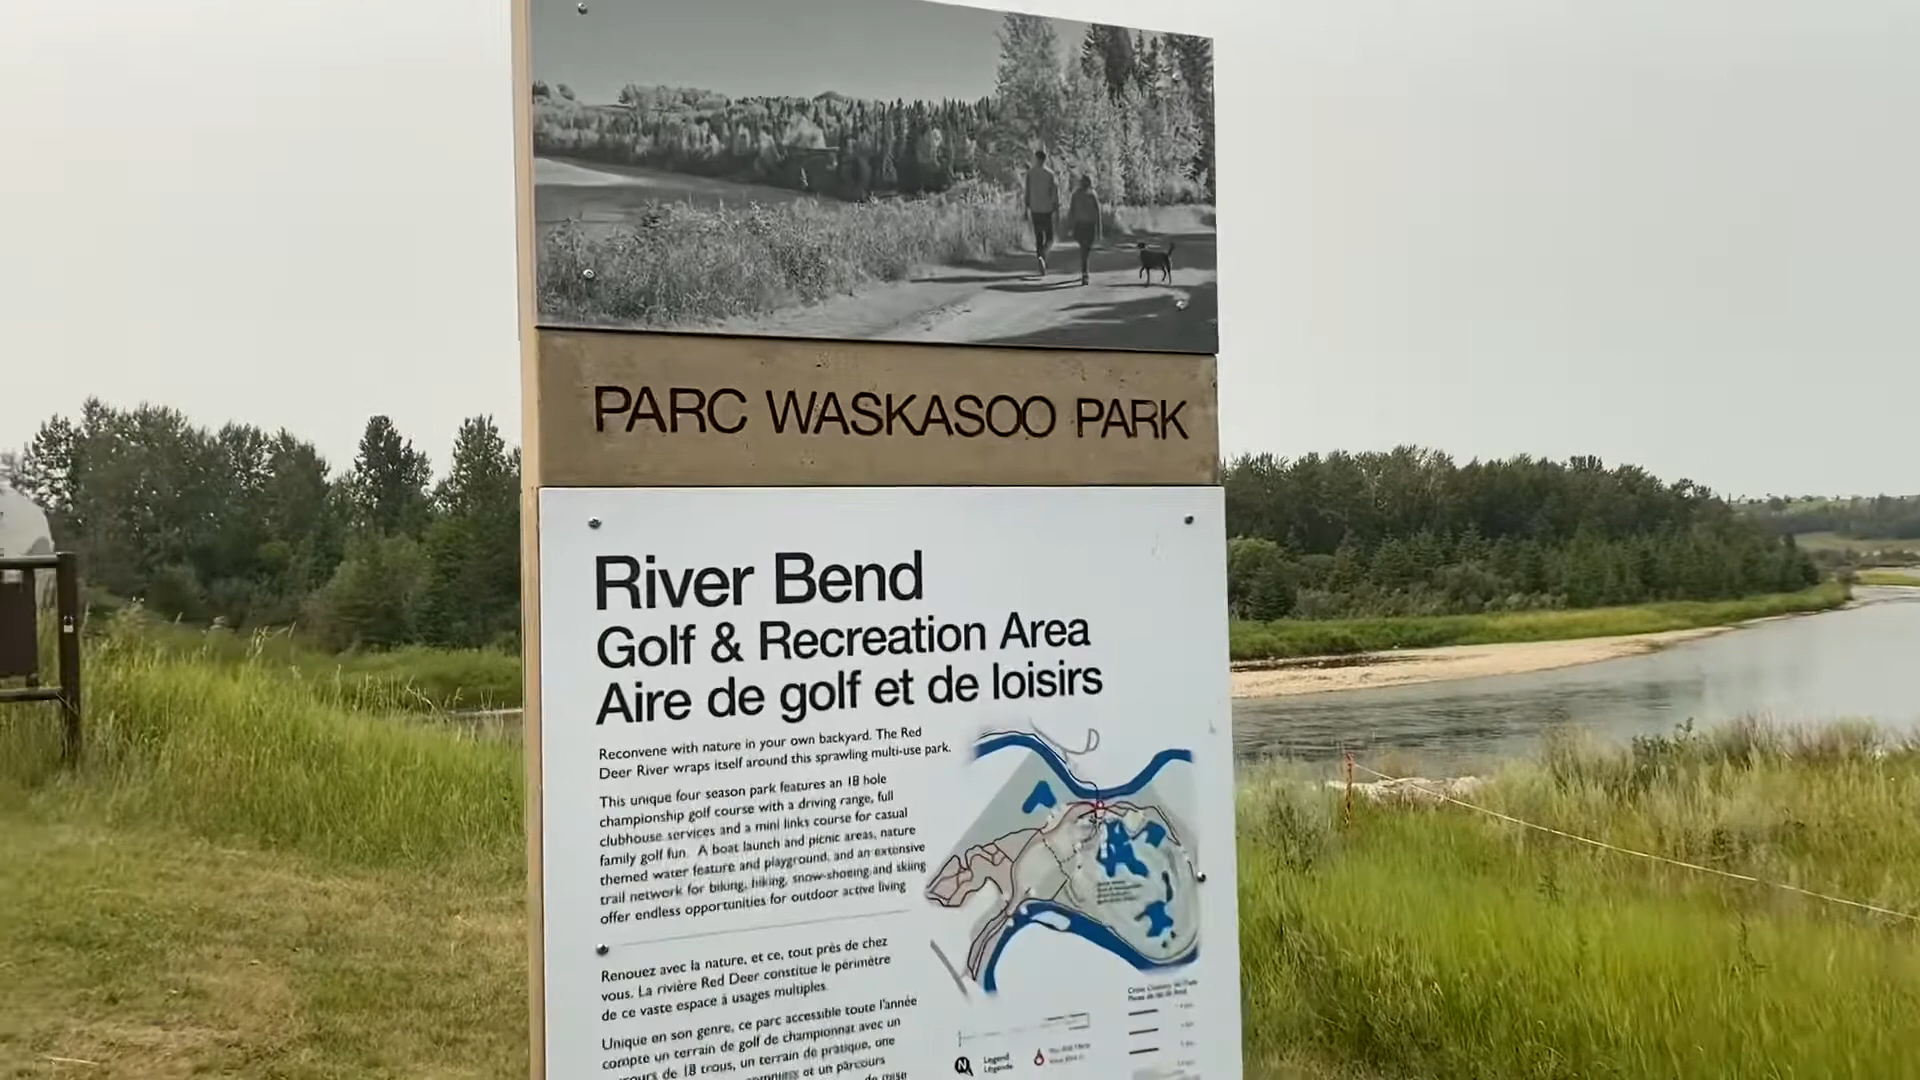 PARC WASKASOO PARK
River Bend
Golf & Recreation Area
Aire de golf et de loisirs
Reconvene with nature in your own backyard. The Red
Deer River wraps itself around this sprawling multi-use park.
This unique four season park features an 18 hole
championship golf course with a driving range, full
clubhouse services and a mini links course for casual
family golf fun. A boat launch and picnic areas, nature
themed water feature and playground, and an extensive
trail network for biking, hiking, snow-shoeing and skiing
offer endless opportunities for outdoor active living
Renouez avec la nature, et ce, tout près de chez
vous. La rivière Red Deer constitue le périmètre
de ce vaste espace à usages multiples.
Unique en son genre, ce parc accessible toute l'année
compte un terrain de golf de championnat avec un
de 18 trous, un terrain de pratique, une
et un parcours
de mise
N
Legend
Légende